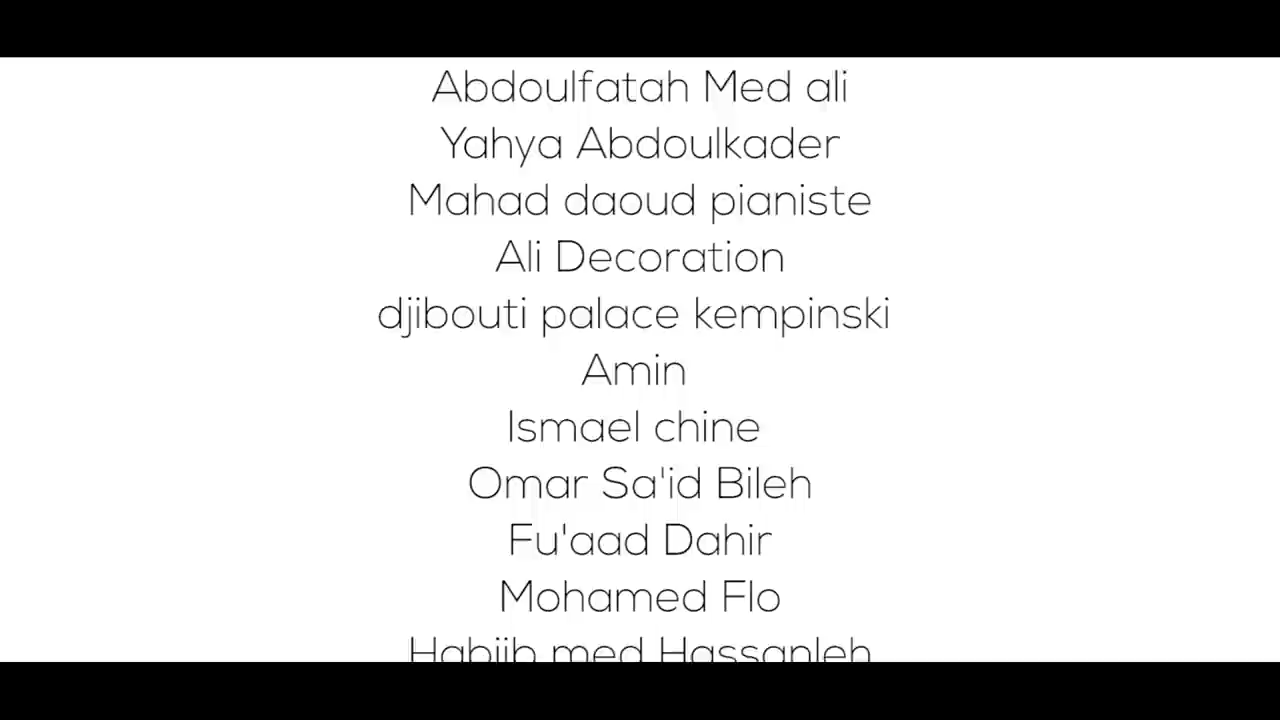 Abdoulfatah Med ali
Yahya Abdoulkader
Mahad daoud pianiste
Ali Decoration
djibouti palace kempinski
Amin
Ismael chine
Omar Sa'id Bileh
Fu'aad Dahir
Mohamed Flo
Habiib med Hassanleh